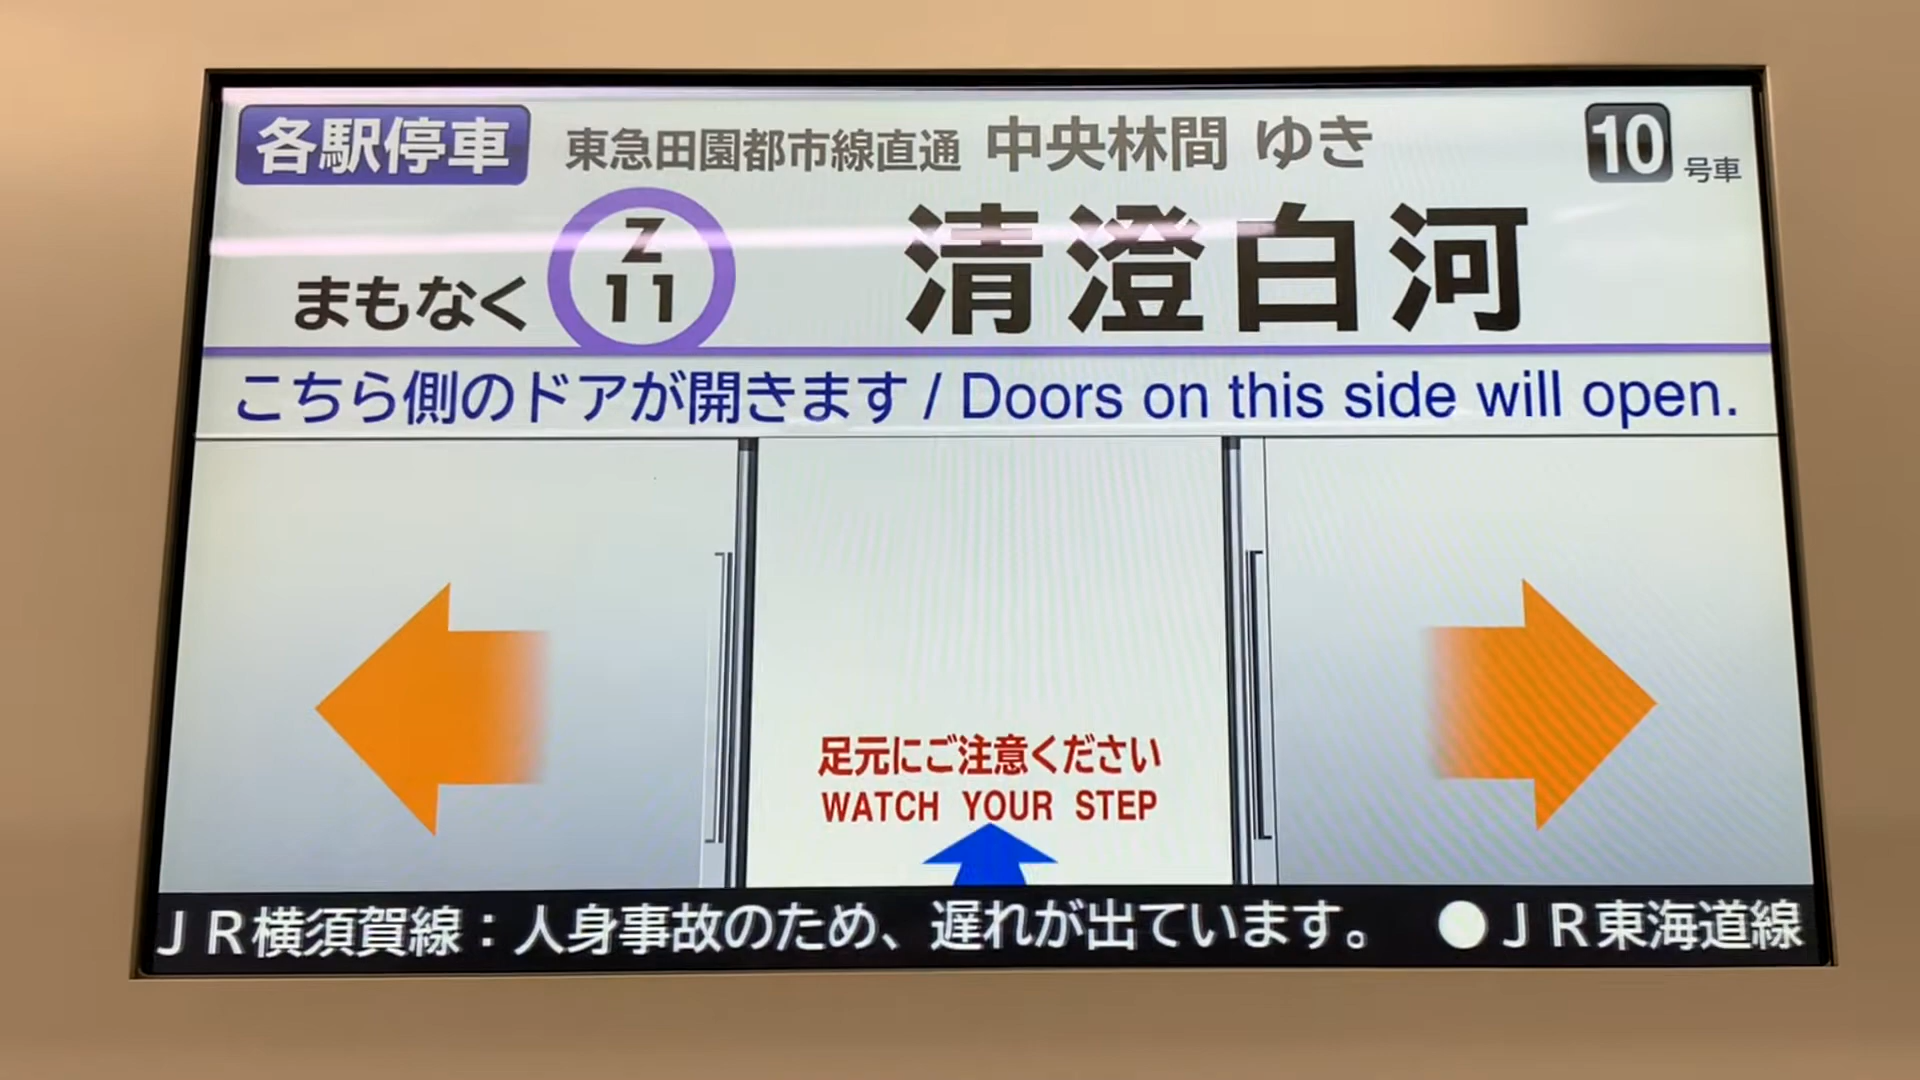 各駅停車 東急田園都市線直通 中央林間 ゆき 10 号車
まもなく Z 11 清澄白河
こちら側のドアが開きます / Doors on this side will open.
足元にご注意ください
WATCH YOUR STEP
JR横須賀線：人身事故のため、遅れが出ています。 ●JR東海道線